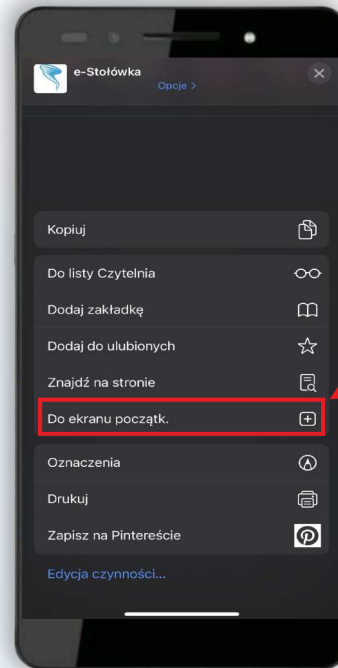 e-Stołówka
Opcje >
Kopiuj
Do listy Czytelnia
Dodaj zakładkę
Dodaj do ulubionych
Znajdź na stronie
Do ekranu początk.
Oznaczenia
Drukuj
Zapisz na Pintereście
Edycja czynności...